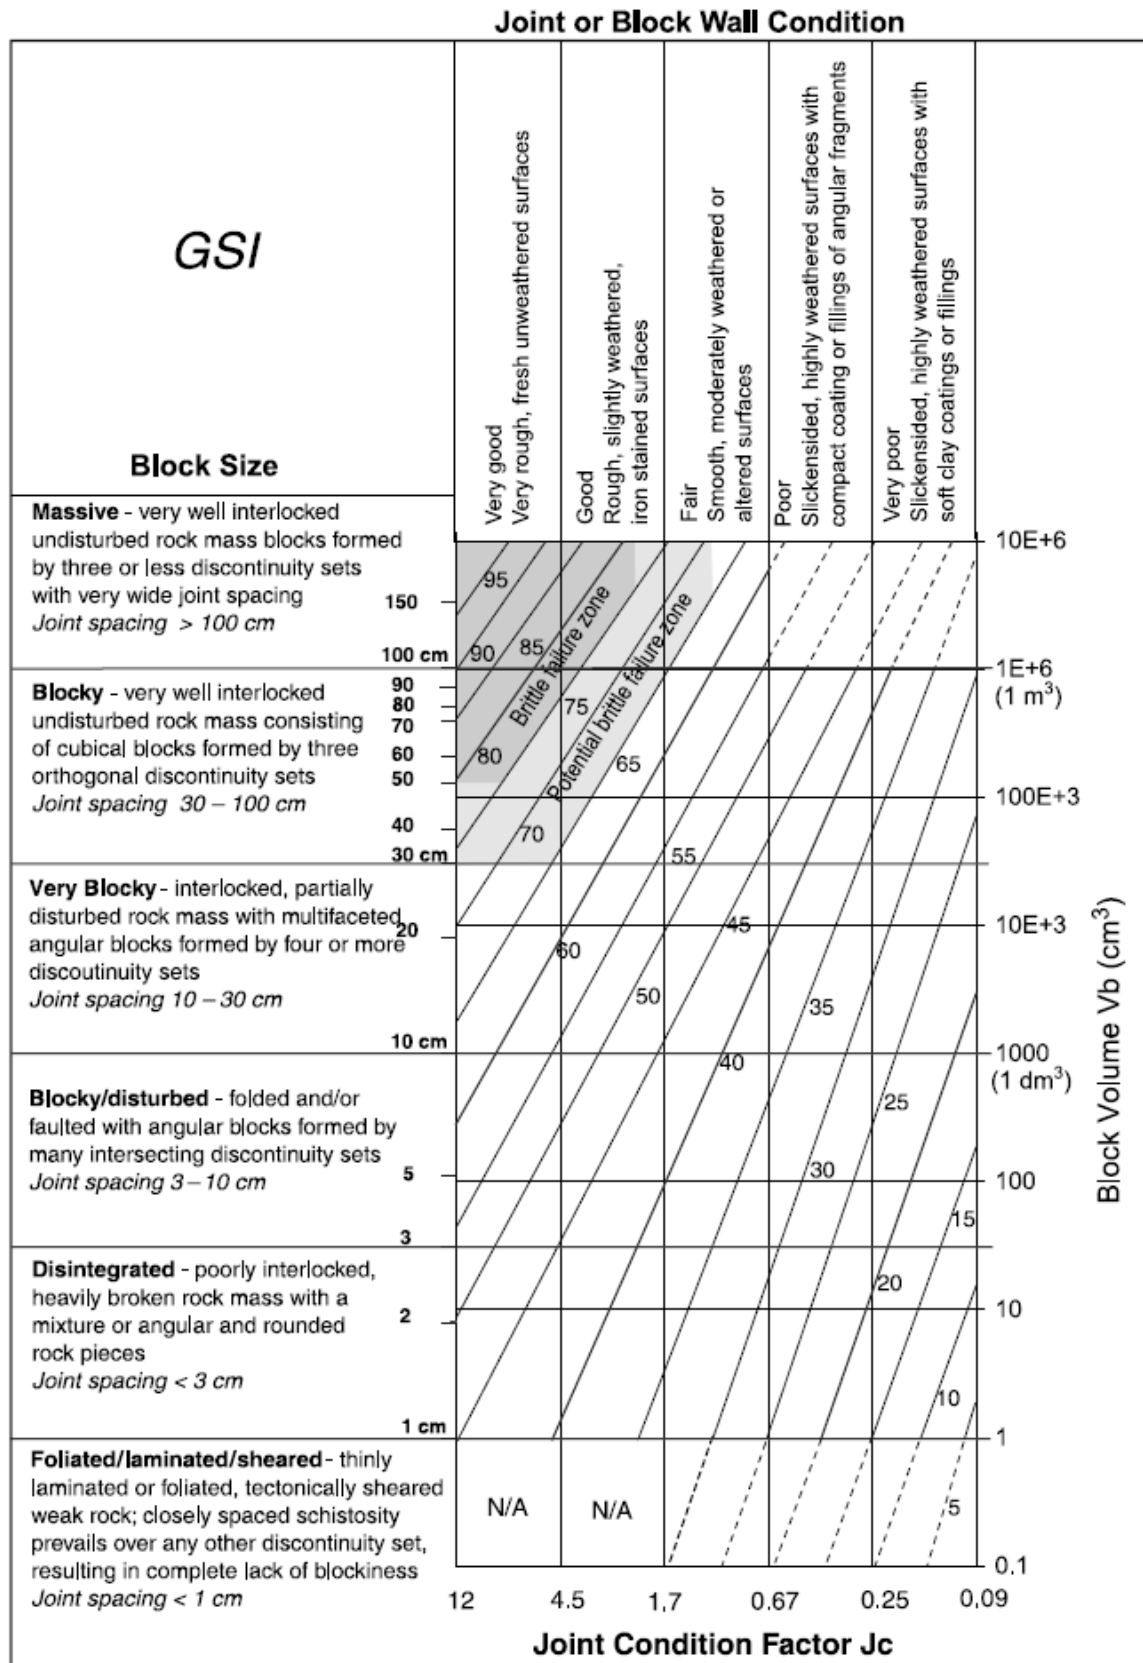 Joint or Block Wall Condition
GSI
Block Size
Very good
Very rough, fresh unweathered surfaces
Good
Rough, slightly weathered,
iron stained surfaces
Fair
Smooth, moderately weathered or
altered surfaces
Poor
Slickensided, highly weathered surfaces with
compact coating or fillings of angular fragments
Very poor
Slickensided, highly weathered surfaces with
soft clay coatings or fillings
Massive - very well interlocked
undisturbed rock mass blocks formed
by three or less discontinuity sets
with very wide joint spacing
Joint spacing > 100 cm
Blocky - very well interlocked
undisturbed rock mass consisting
of cubical blocks formed by three
orthogonal discontinuity sets
Joint spacing 30 – 100 cm
Very Blocky - interlocked, partially
disturbed rock mass with multifaceted
angular blocks formed by four or more
discoutinuity sets
Joint spacing 10 – 30 cm
Blocky/disturbed - folded and/or
faulted with angular blocks formed by
many intersecting discontinuity sets
Joint spacing 3 – 10 cm
Disintegrated - poorly interlocked,
heavily broken rock mass with a
mixture or angular and rounded
rock pieces
Joint spacing < 3 cm
Foliated/laminated/sheared - thinly
laminated or foliated, tectonically sheared
weak rock; closely spaced schistosity
prevails over any other discontinuity set,
resulting in complete lack of blockiness
Joint spacing < 1 cm
150
100 cm
90
80
70
60
50
40
30 cm
20
10 cm
5
3
2
1 cm
95
90
85
80
75
70
65
60
55
50
45
40
35
30
25
20
15
10
5
Brittle failure zone
Potential brittle failure zone
N/A
N/A
10E+6
1E+6
(1 m³)
100E+3
10E+3
1000
(1 dm³)
100
10
1
0.1
Block Volume Vb (cm³)
12 4.5 1.7 0.67 0.25 0.09
Joint Condition Factor Jc